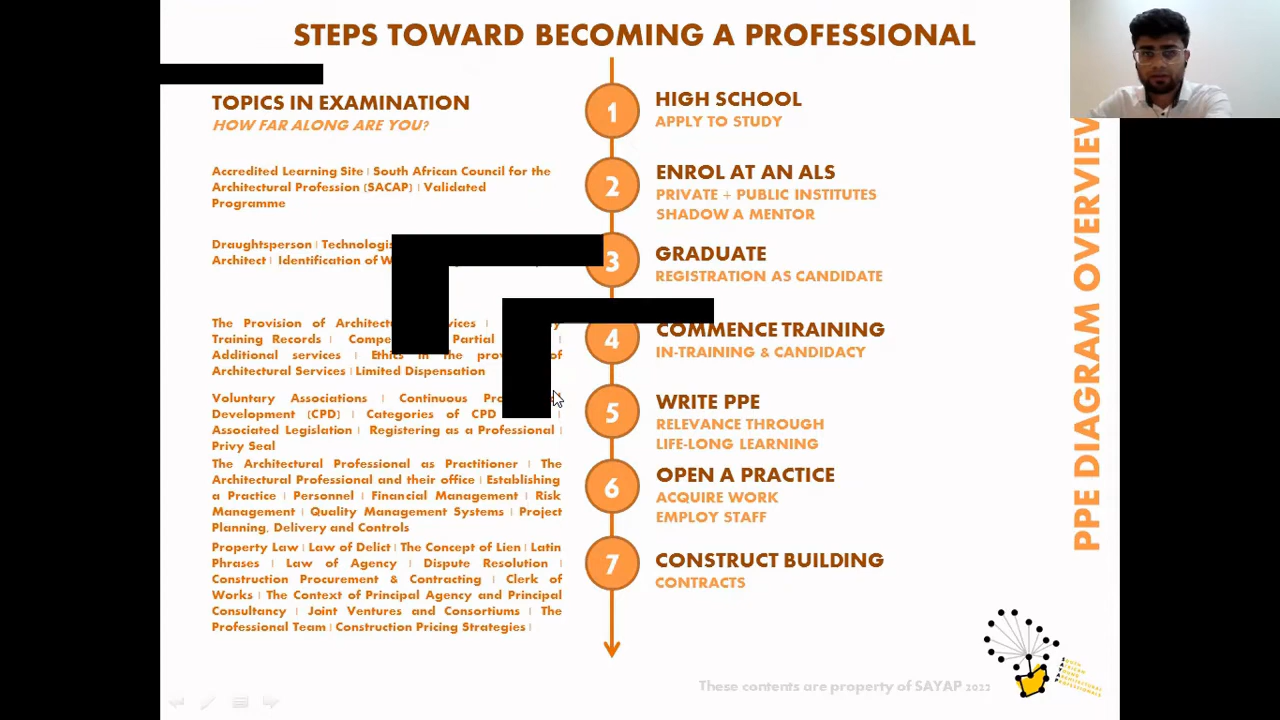 STEPS TOWARD BECOMING A PROFESSIONAL
TOPICS IN EXAMINATION
HOW FAR ALONG ARE YOU?
Accredited Learning Site | South African Council for the
Architectural Profession (SACAP) | Validated
Programme
Draughtsperson |
Architect | Identification of
The Provision of
Training Records | Partial
Additional services | Ethics in the of
Architectural Services | Limited Dispensation
Voluntary Associations | Continuous
Development (CPD) | Categories of CPD
Associated Legislation | Registering as a Professional |
Privy Seal
The Architectural Professional as Practitioner | The
Architectural Professional and their office | Establishing
a Practice | Personnel | Financial Management | Risk
Management | Quality Management Systems | Project
Planning, Delivery and Controls
Property Law | Law of Delict | The Concept of Lien | Latin
Phrases | Law of Agency | Dispute Resolution |
Construction Procurement & Contracting | Clerk of
Works | The Context of Principal Agency and Principal
Consultancy | Joint Ventures and Consortiums | The
Professional Team | Construction Pricing Strategies |
1
HIGH SCHOOL
APPLY TO STUDY
2
ENROL AT AN ALS
PRIVATE + PUBLIC INSTITUTES
SHADOW A MENTOR
3
GRADUATE
REGISTRATION AS CANDIDATE
4
COMMENCE TRAINING
IN-TRAINING & CANDIDACY
5
WRITE PPE
RELEVANCE THROUGH
LIFE-LONG LEARNING
6
OPEN A PRACTICE
ACQUIRE WORK
EMPLOY STAFF
7
CONSTRUCT BUILDING
CONTRACTS
PPE DIAGRAM OVERVIEW
SOUTH
AFRICAN
YOUNG
ARCHITECTURAL
PROFESSIONALS
These contents are property of SAYAP 2022